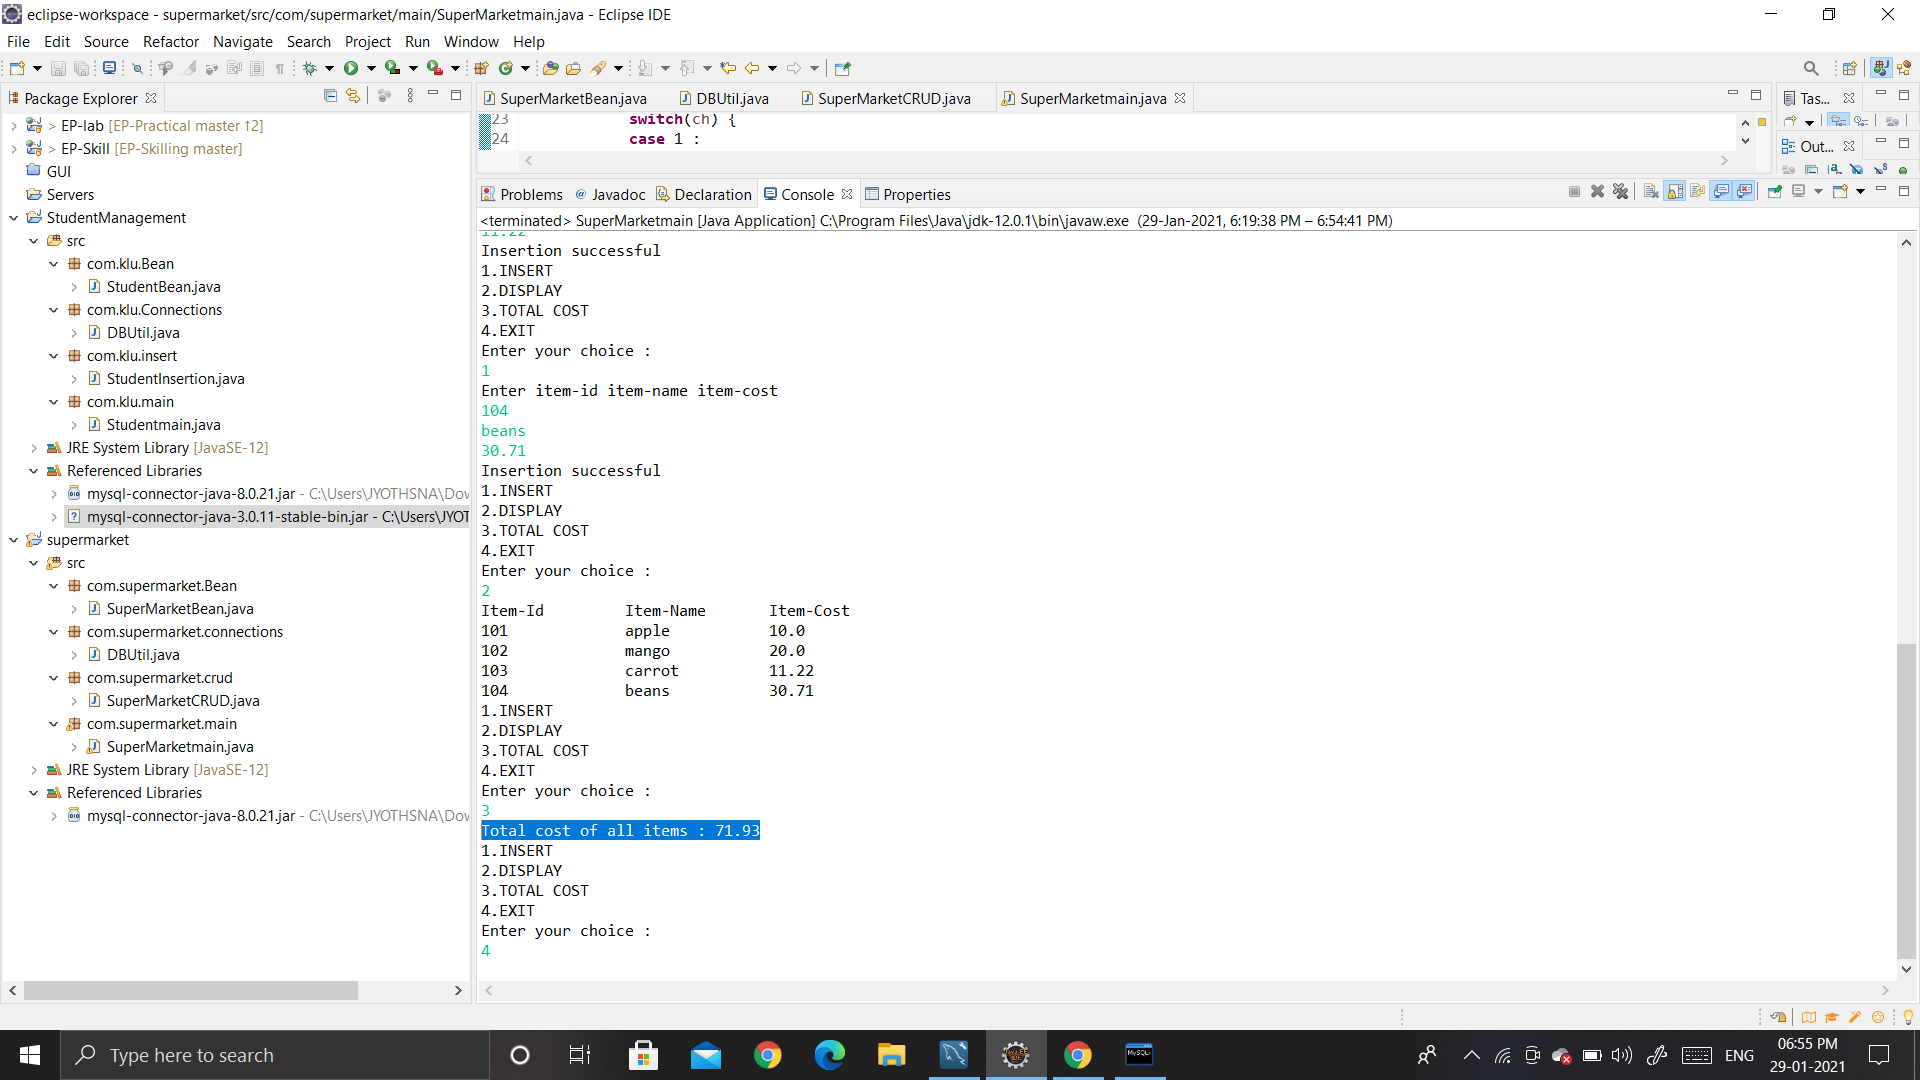 eclipse-workspace - supermarket/src/com/supermarket/main/SuperMarketmain.java - Eclipse IDE
File Edit Source Refactor Navigate Search Project Run Window Help
Package Explorer
> EP-lab [EP-Practical master ↑2]
> EP-Skill [EP-Skilling master]
GUI
Servers
StudentManagement
src
com.klu.Bean
StudentBean.java
com.klu.Connections
DBUtil.java
com.klu.insert
StudentInsertion.java
com.klu.main
Studentmain.java
JRE System Library [JavaSE-12]
Referenced Libraries
mysql-connector-java-8.0.21.jar - C:\Users\JYOTHSNA\Dov
mysql-connector-java-3.0.11-stable-bin.jar - C:\Users\JYOT
supermarket
src
com.supermarket.Bean
SuperMarketBean.java
com.supermarket.connections
DBUtil.java
com.supermarket.crud
SuperMarketCRUD.java
com.supermarket.main
SuperMarketmain.java
JRE System Library [JavaSE-12]
Referenced Libraries
mysql-connector-java-8.0.21.jar - C:\Users\JYOTHSNA\Dov
SuperMarketBean.java DBUtil.java SuperMarketCRUD.java SuperMarketmain.java
23 switch(ch) {
24 case 1 :
Tas...
Out...
Problems @ Javadoc Declaration Console Properties
<terminated> SuperMarketmain [Java Application] C:\Program Files\Java\jdk-12.0.1\bin\javaw.exe (29-Jan-2021, 6:19:38 PM – 6:54:41 PM)
11.22
Insertion successful
1.INSERT
2.DISPLAY
3.TOTAL COST
4.EXIT
Enter your choice :
1
Enter item-id item-name item-cost
104
beans
30.71
Insertion successful
1.INSERT
2.DISPLAY
3.TOTAL COST
4.EXIT
Enter your choice :
2
Item-Id Item-Name Item-Cost
101 apple 10.0
102 mango 20.0
103 carrot 11.22
104 beans 30.71
1.INSERT
2.DISPLAY
3.TOTAL COST
4.EXIT
Enter your choice :
3
Total cost of all items : 71.93
1.INSERT
2.DISPLAY
3.TOTAL COST
4.EXIT
Enter your choice :
4
Type here to search
ENG
06:55 PM
29-01-2021